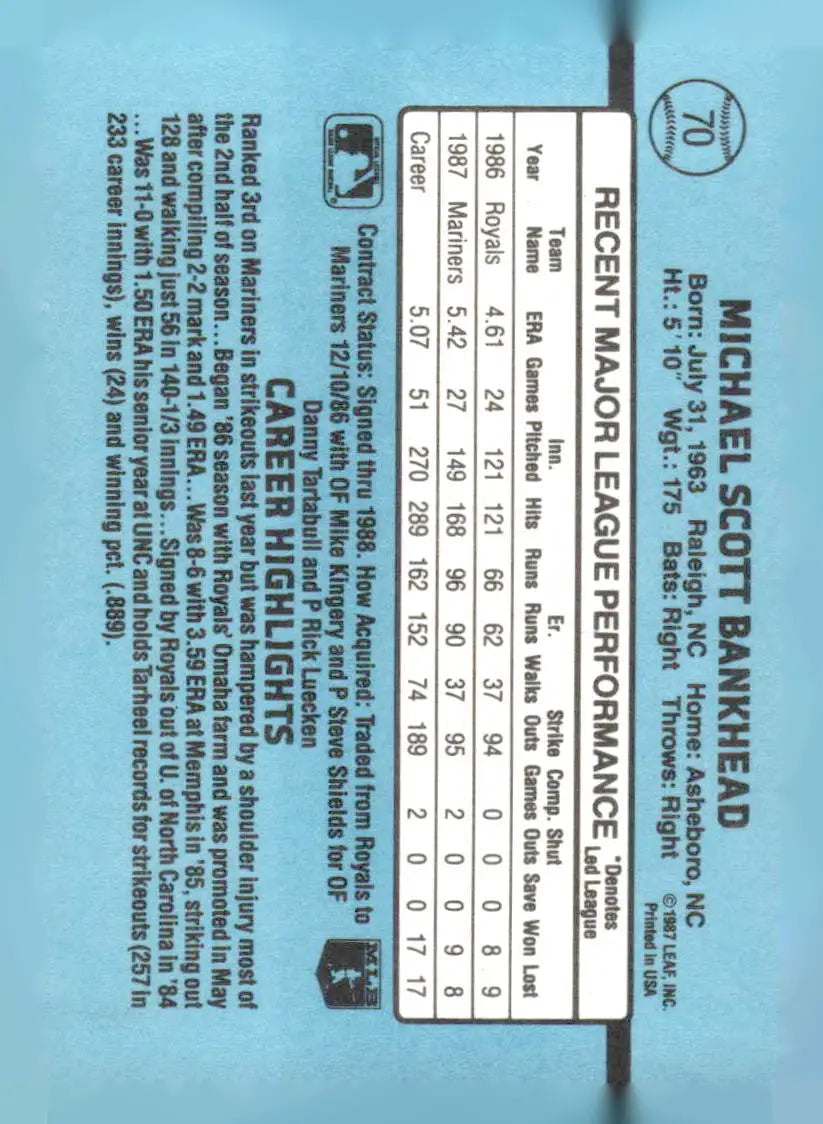 70
MICHAEL SCOTT BANKHEAD
Born: July 31, 1963 Raleigh, NC Home: Asheboro, NC
Ht.: 5'10" Wgt.: 175 Bats: Right Throws: Right
©1987 LEAF, INC.
Printed in USA
RECENT MAJOR LEAGUE PERFORMANCE *Denotes
Led League
Team Inn. Er. Strike Comp. Shut
Year Name ERA Games Pitched Hits Runs Runs Walks Outs Games Outs Save Won Lost
1986 Royals 4.61 24 121 121 66 62 37 94 0 0 0 8 9
1987 Mariners 5.42 27 149 168 96 90 37 95 2 0 0 9 8
Career 5.07 51 270 289 162 152 74 189 2 0 0 17 17
Contract Status: Signed thru 1988. How Acquired: Traded from Royals to
Mariners 12/10/86 with OF Mike Kingery and P Steve Shields for OF
Danny Tartabull and P Rick Luecken
MLB
CAREER HIGHLIGHTS
Ranked 3rd on Mariners in strikeouts last year but was hampered by a shoulder injury most of
the 2nd half of season... Began '86 season with Royals' Omaha farm and was promoted in May
after compiling 2-2 mark and 1.49 ERA... Was 8-6 with 3.59 ERA at Memphis in '85, striking out
128 and walking just 56 in 140-1/3 innings... Signed by Royals out of U. of North Carolina in '84
... Was 11-0 with 1.50 ERA his senior year at UNC and holds Tarheel records for strikeouts (257 in
233 career innings), wins (24) and winning pct. (.889).